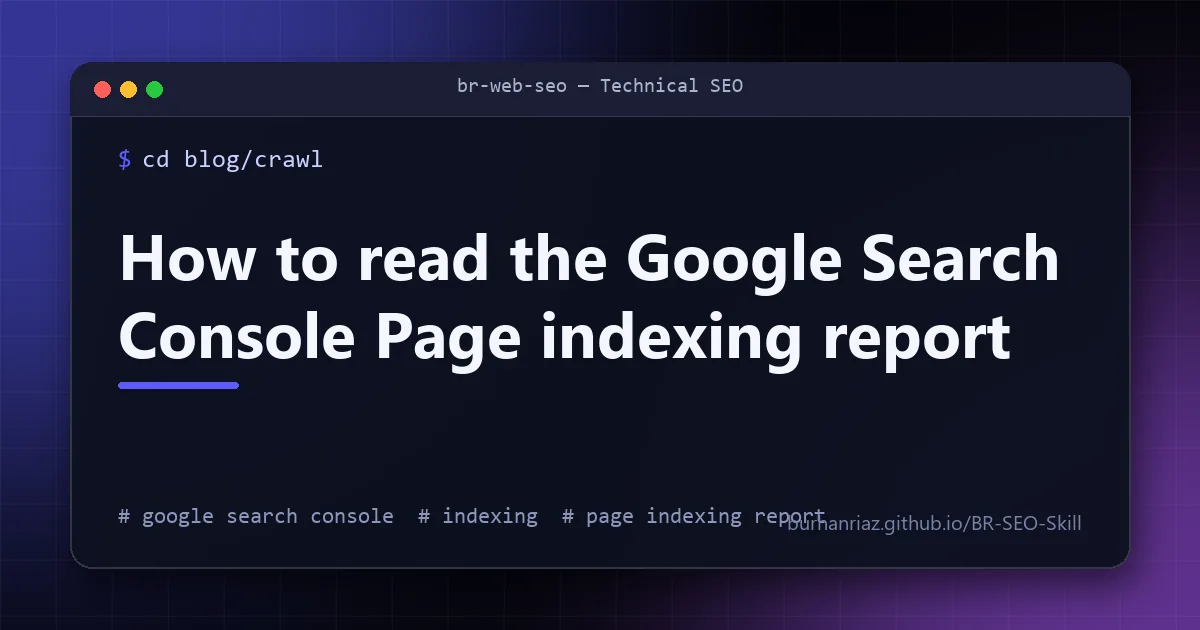 br-web-seo — Technical SEO
$ cd blog/crawl
How to read the Google Search
Console Page indexing report
# google search console # indexing # page indexing report
burhanriaz.github.io/BR-SEO-Skill